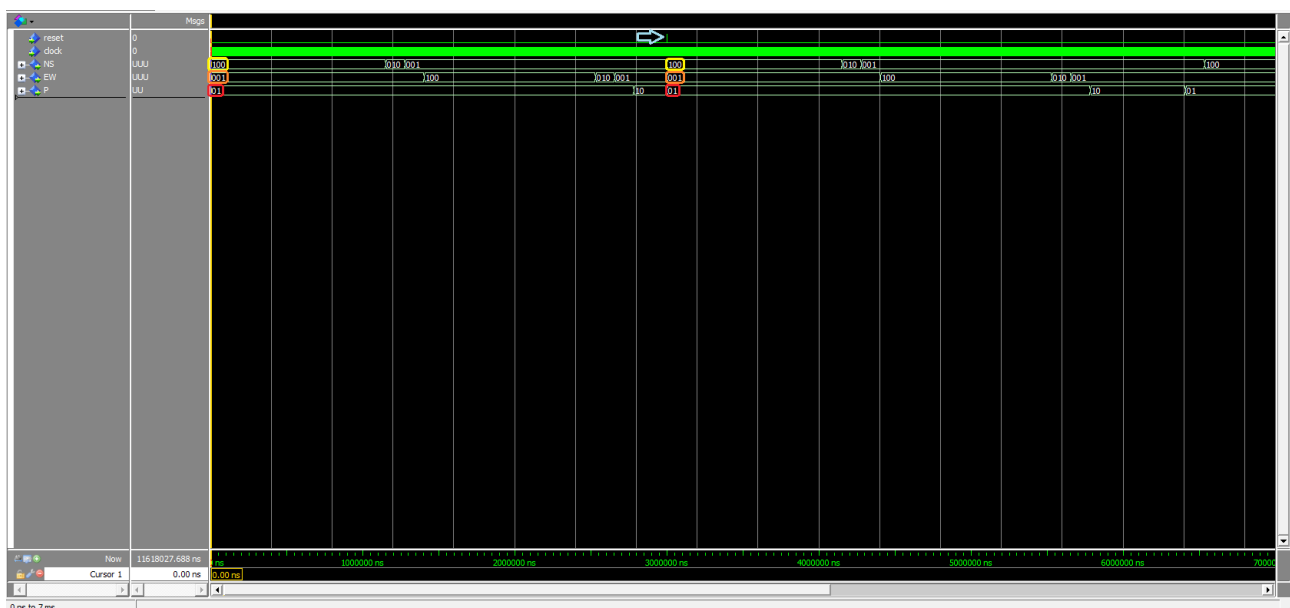 Msgs
reset 0
clock 0
NS UUU 100 010 001 100 010 001 100
EW UUU 001 100 010 001 001 100 010 001
P UU 01 10 01 10 01
Now 11618027.688 ns ns 1000000 ns 2000000 ns 3000000 ns 4000000 ns 5000000 ns 6000000 ns 70000
Cursor 1 0.00 ns 0.00 ns
0 ns to 7 ms